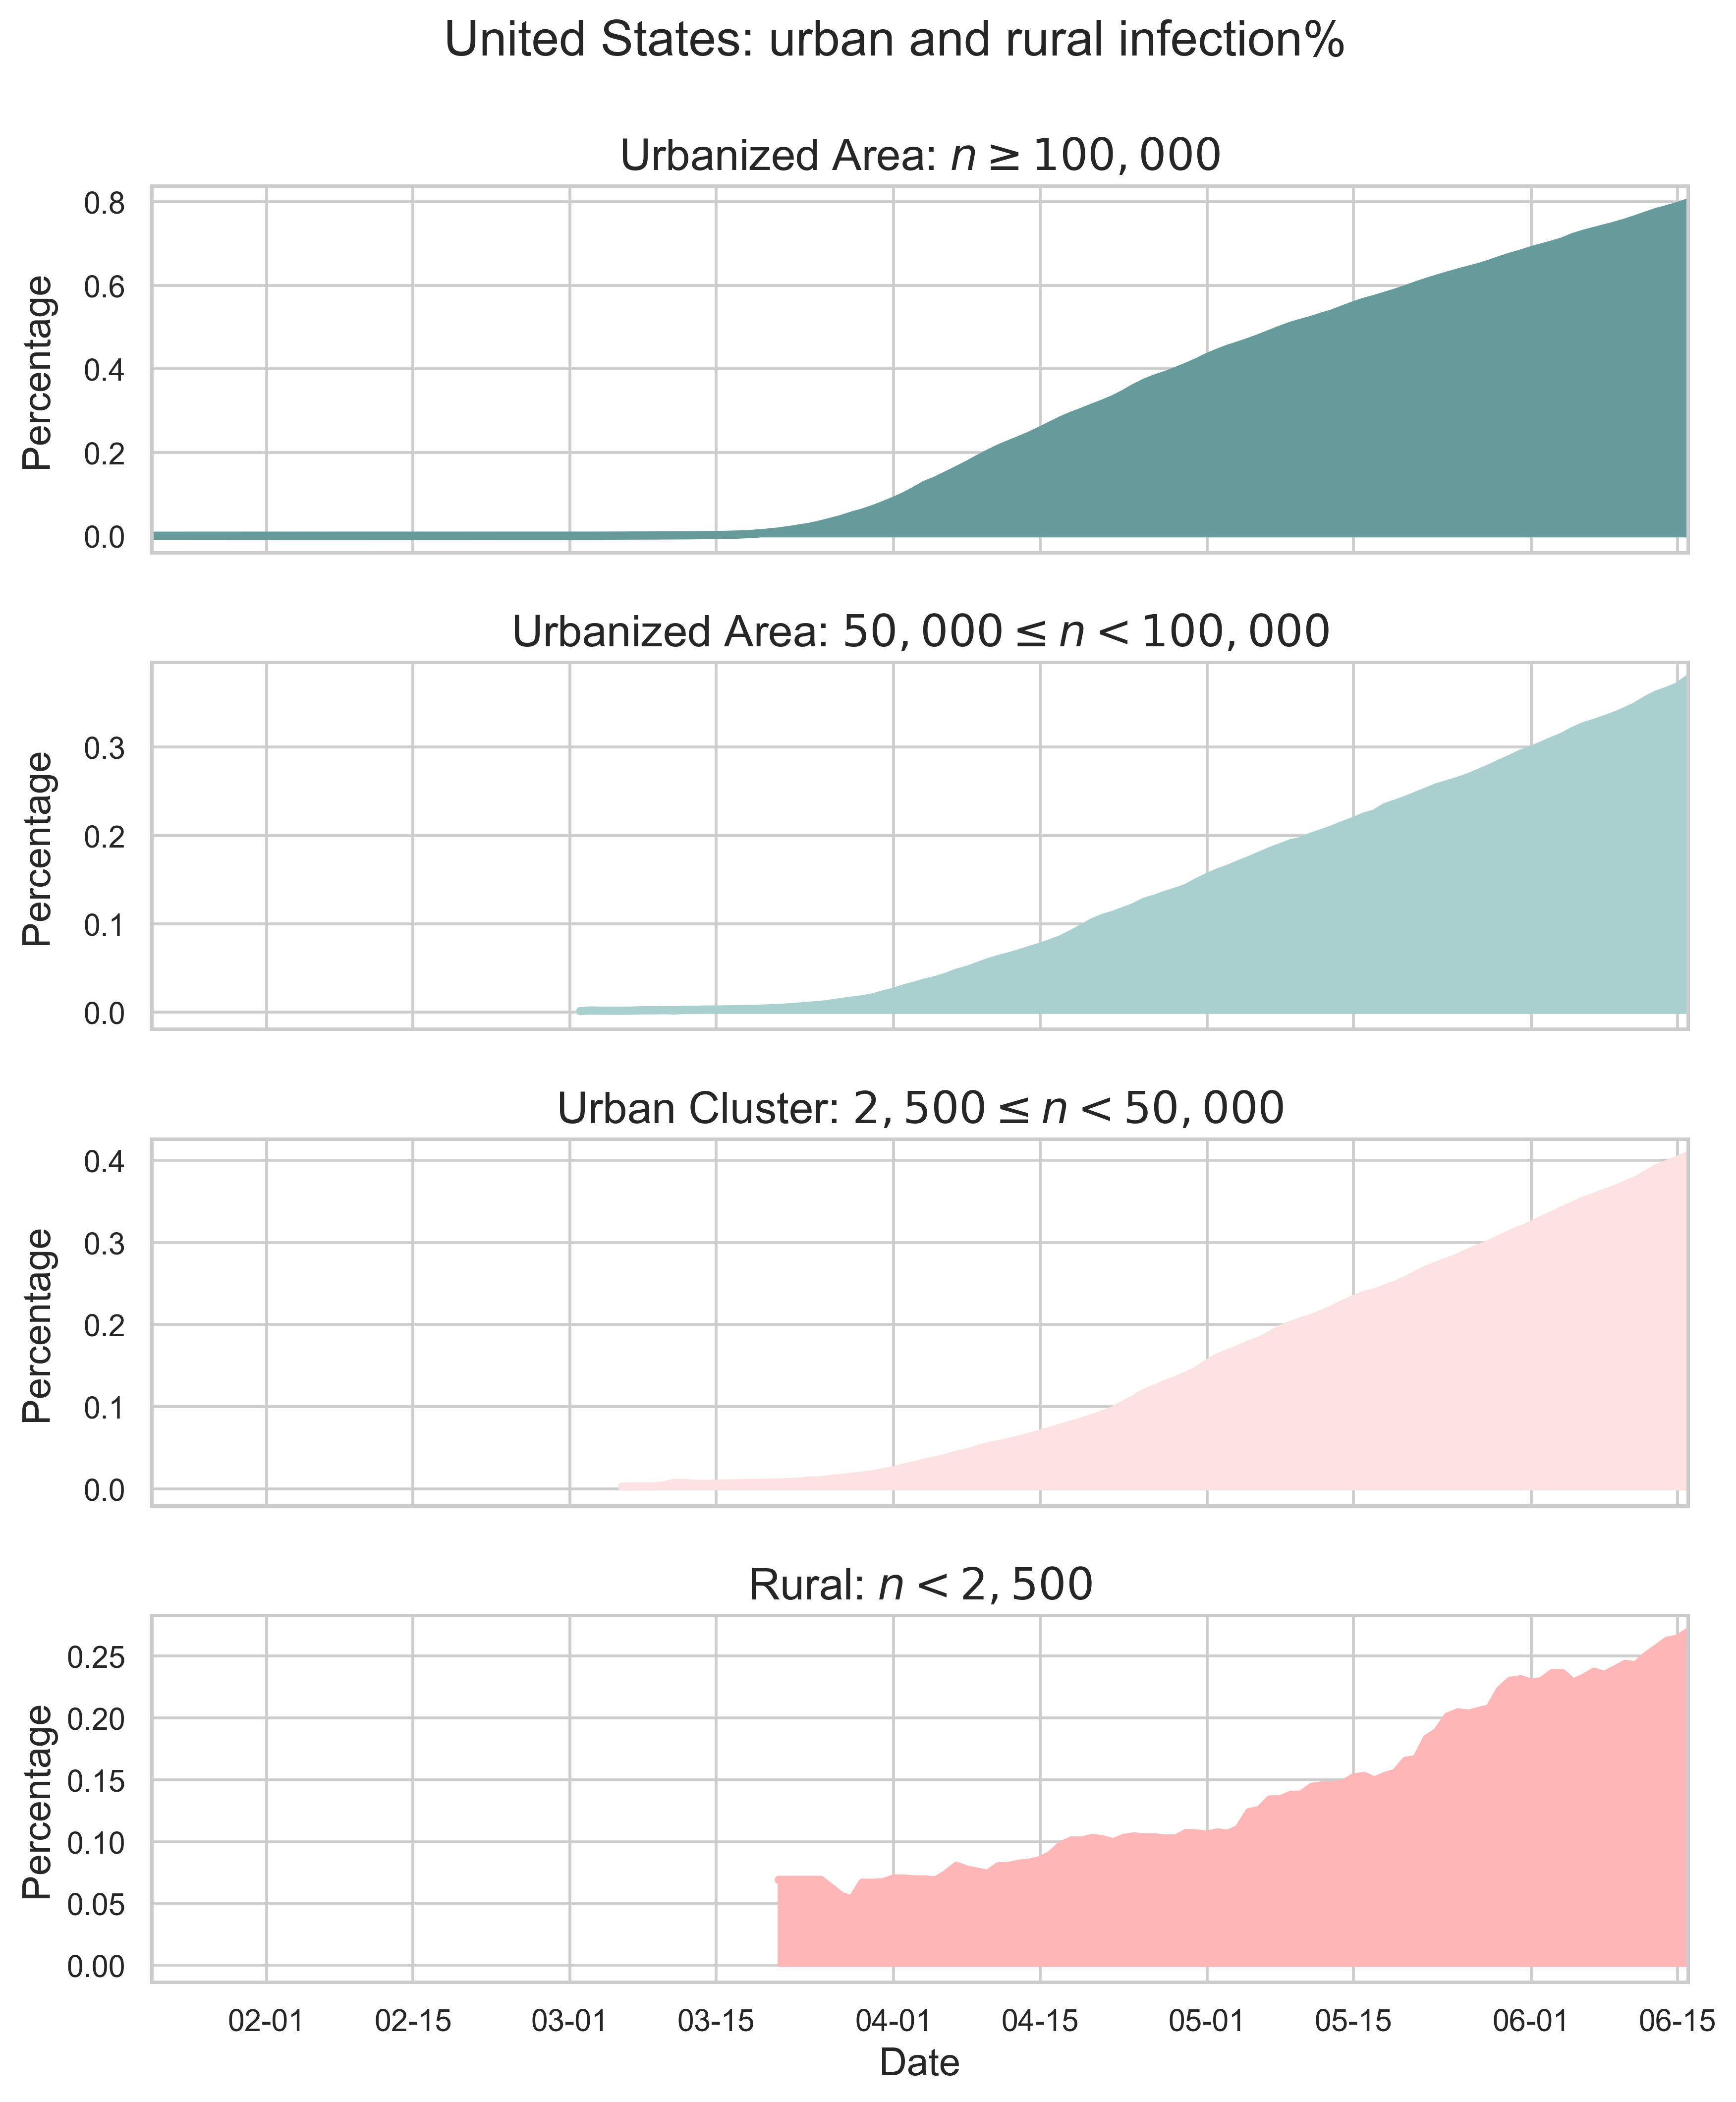 United States: urban and rural infection%
Urbanized Area: n ≥ 100,000
0.8
0.6
0.4
0.2
0.0
Percentage
Urbanized Area: 50,000 ≤ n < 100,000
0.3
0.2
0.1
0.0
Percentage
Urban Cluster: 2,500 ≤ n < 50,000
0.4
0.3
0.2
0.1
0.0
Percentage
Rural: n < 2,500
0.25
0.20
0.15
0.10
0.05
0.00
Percentage
02-01 02-15 03-01 03-15 04-01 04-15 05-01 05-15 06-01 06-15
Date